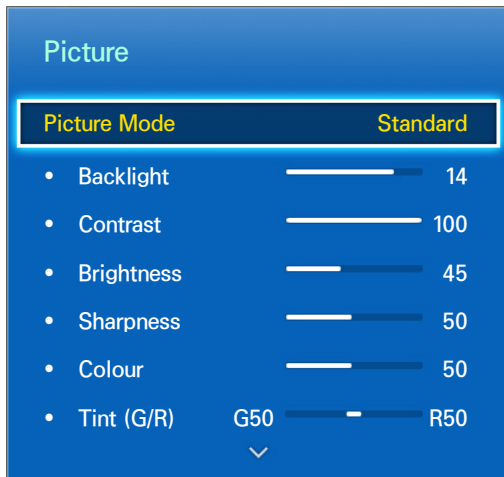 Picture
Picture Mode Standard
• Backlight 14
• Contrast 100
• Brightness 45
• Sharpness 50
• Colour 50
• Tint (G/R) G50 R50